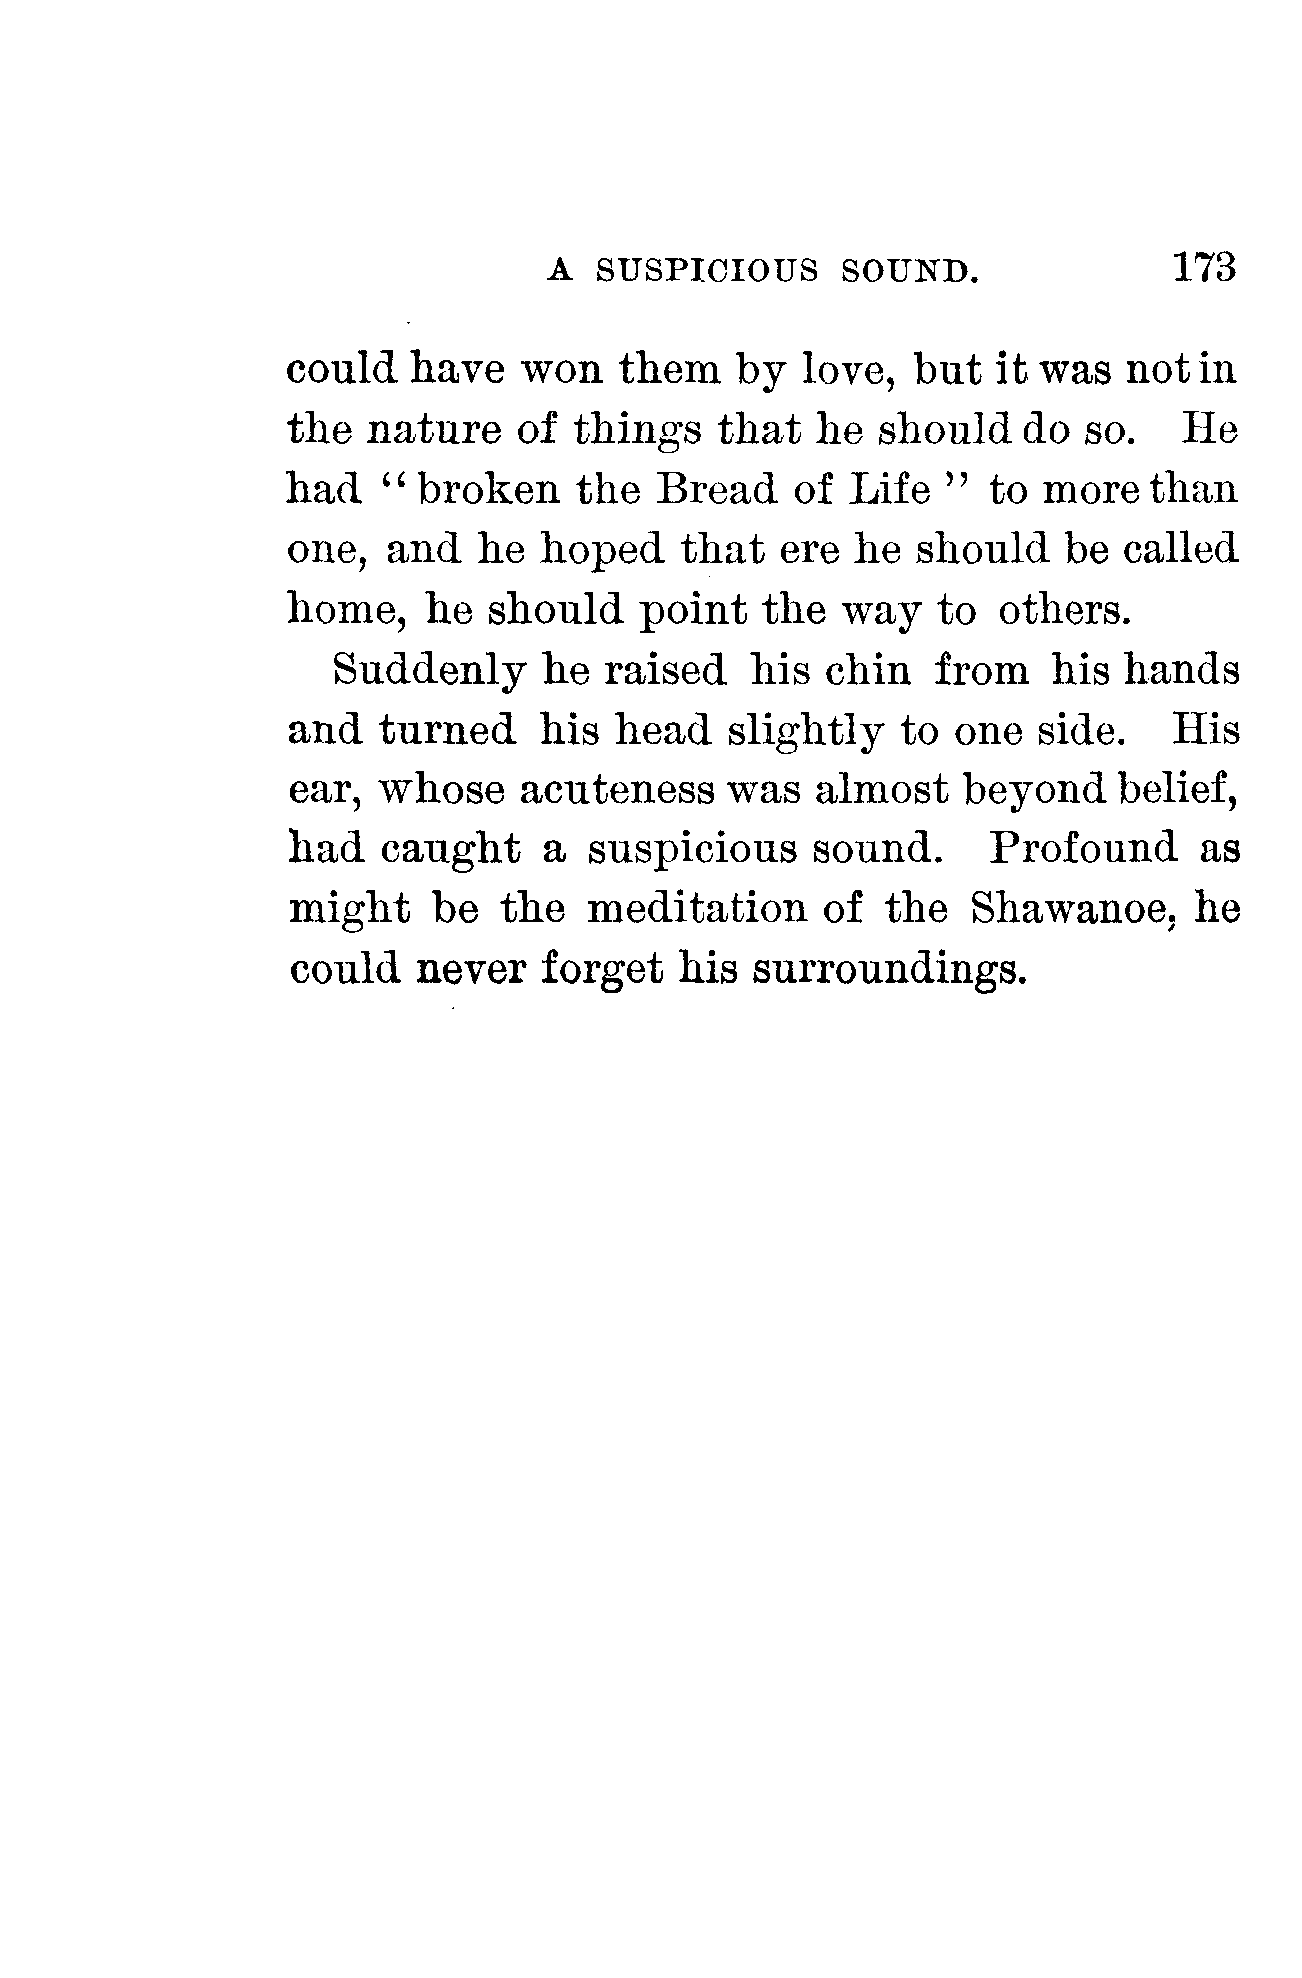 A SUSPICIOUS SOUND. 173
could have won them by love, but it was not in
the nature of things that he should do so. He
had “ broken the Bread of Life ” to more than
one, and he hoped that ere he should be called
home, he should point the way to others.
Suddenly he raised his chin from his hands
and turned his head slightly to one side. His
ear, whose acuteness was almost beyond belief,
had caught a suspicious sound. Profound as
might be the meditation of the Shawanoe, he
could never forget his surroundings.